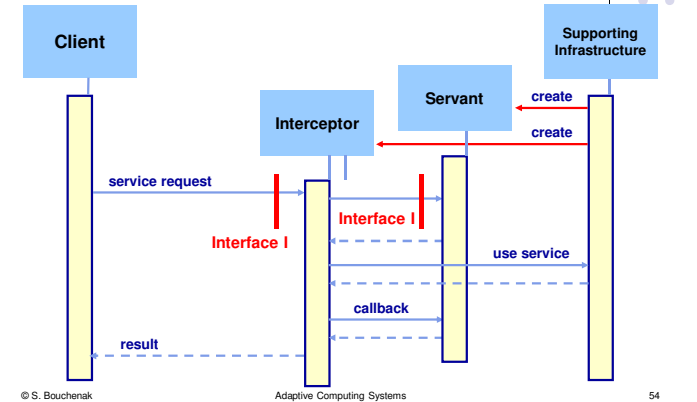 Client
Supporting
Infrastructure
Servant
Interceptor
create
create
service request
Interface I
Interface I
use service
callback
result
© S. Bouchenak
Adaptive Computing Systems
54